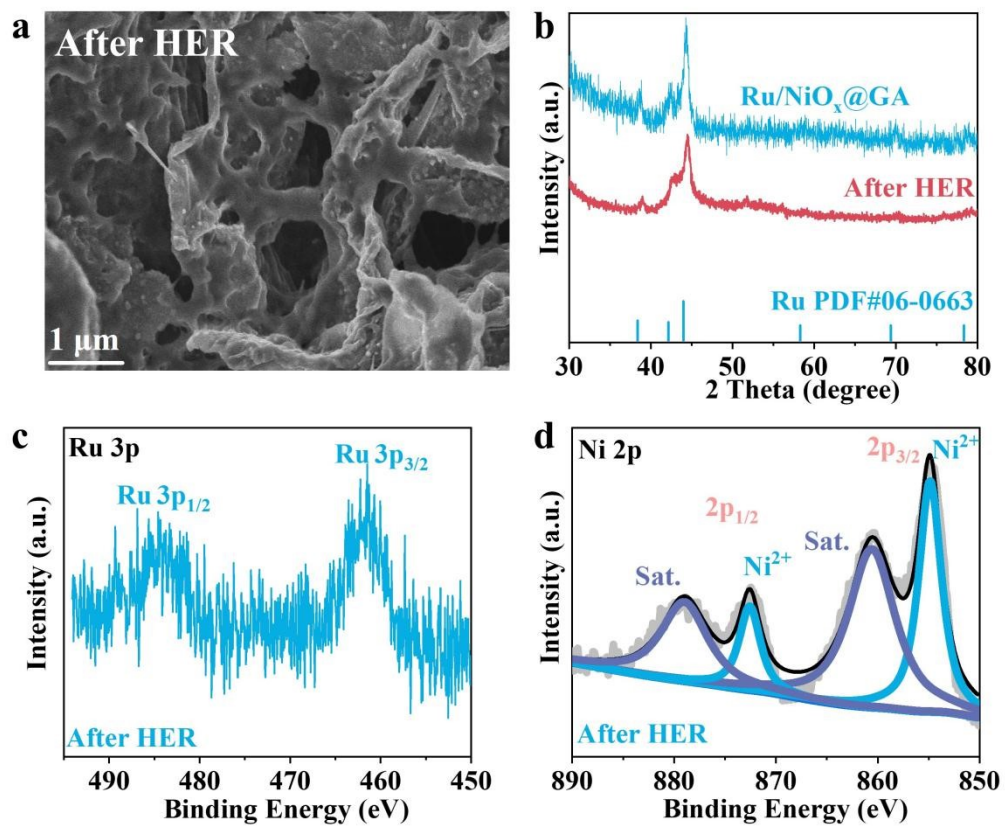 a
After HER
1 μm
b
Intensity (a.u.)
Ru/NiOₓ@GA
After HER
Ru PDF#06-0663
30 40 50 60 70 80
2 Theta (degree)
c
Ru 3p
Ru 3p₁/₂
Ru 3p₃/₂
Intensity (a.u.)
After HER
490 480 470 460 450
Binding Energy (eV)
d
Ni 2p
2p₃/₂
Ni²⁺
2p₁/₂
Sat.
Ni²⁺
Sat.
Intensity (a.u.)
After HER
890 880 870 860 850
Binding Energy (eV)